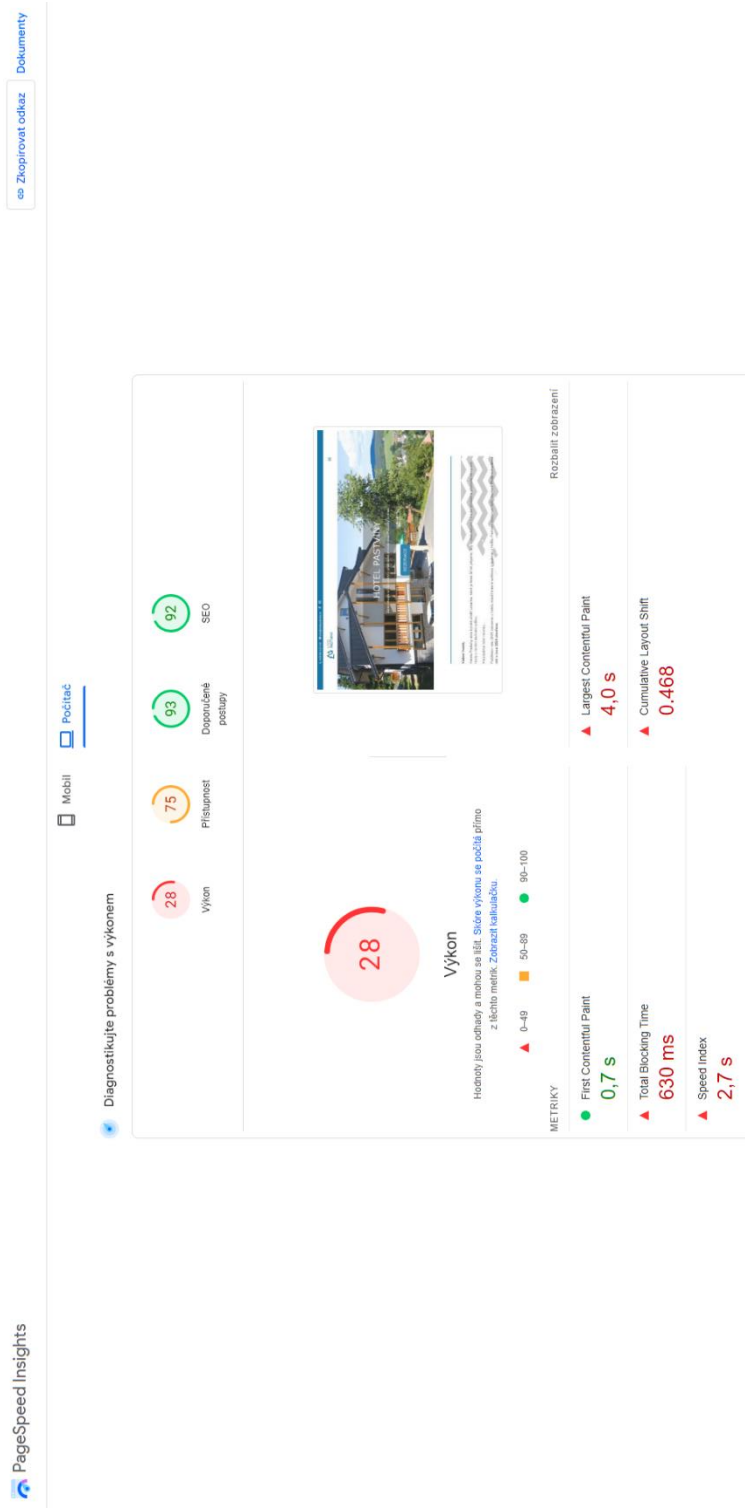 PageSpeed Insights
Zkopírovat odkaz
Dokumenty
Mobil
Počítač
Diagnostikujte problémy s výkonem
28
Výkon
75
Přístupnost
93
Doporučené
postupy
92
SEO
28
Výkon
Hodnoty jsou odhady a mohou se lišit. Skóre výkonu se počítá přímo
z těchto metrik. Zobrazit kalkulačku.
0–49
50–89
90–100
HOTEL PASTVINY
METRIKY
Rozbalit zobrazení
First Contentful Paint
0,7 s
Largest Contentful Paint
4,0 s
Total Blocking Time
630 ms
Cumulative Layout Shift
0.468
Speed Index
2,7 s